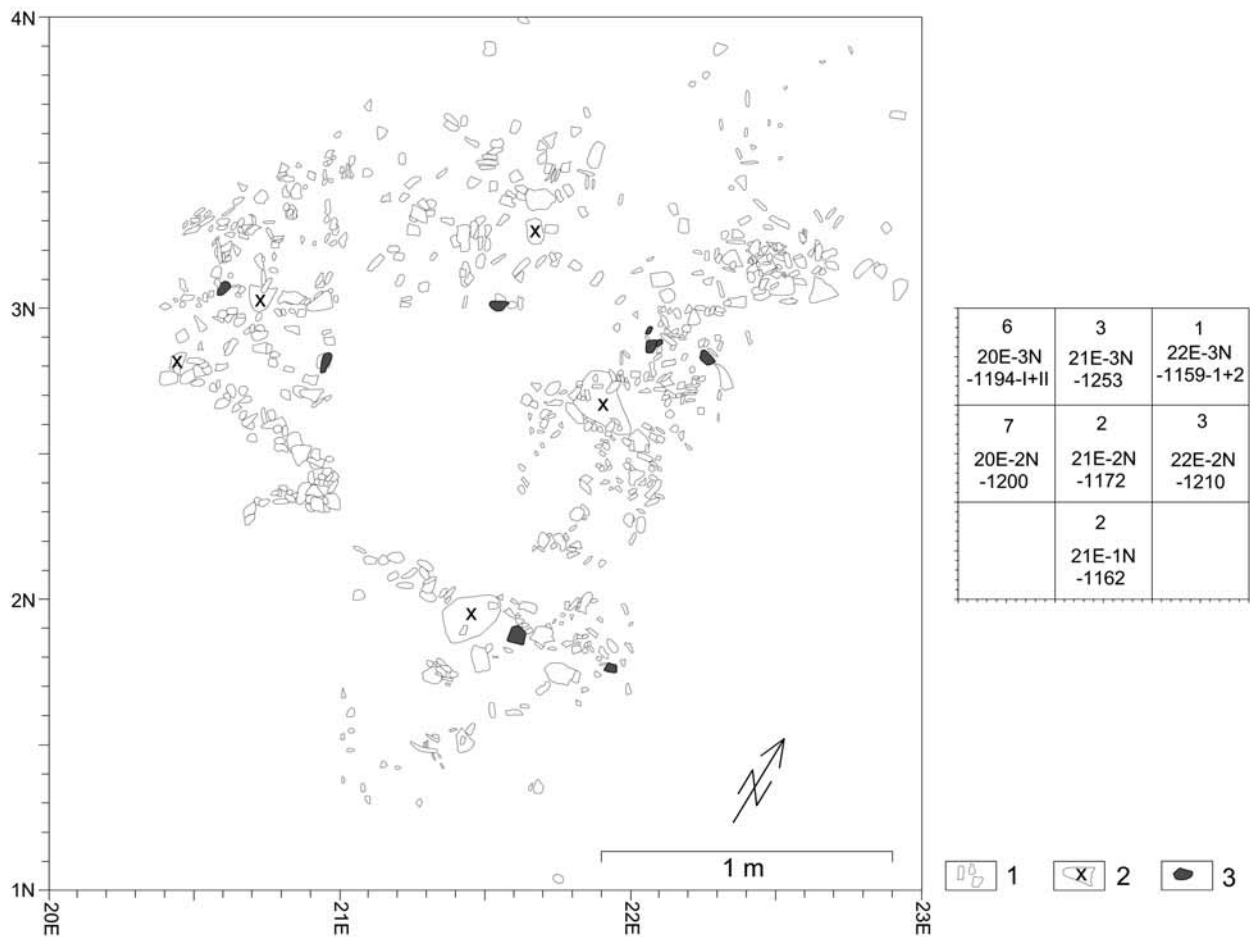 4N
3N
2N
1N
20E
21E
22E
23E
X
X
X
X
X
1 m
6
20E-3N
-1194-I+II
3
21E-3N
-1253
1
22E-3N
-1159-1+2
7
20E-2N
-1200
2
21E-2N
-1172
3
22E-2N
-1210
2
21E-1N
-1162
1
X 2
3